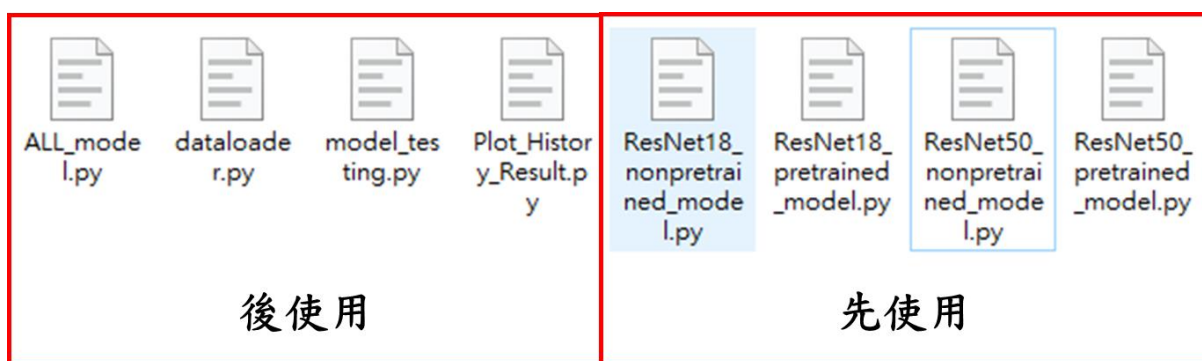 ALL_mode
l.py
dataloade
r.py
model_tes
ting.py
Plot_Histor
y_Result.p
y
ResNet18_
nonpretrai
ned_mode
l.py
ResNet18_
pretrained
_model.py
ResNet50_
nonpretrai
ned_mode
l.py
ResNet50_
pretrained
_model.py
後使用
先使用